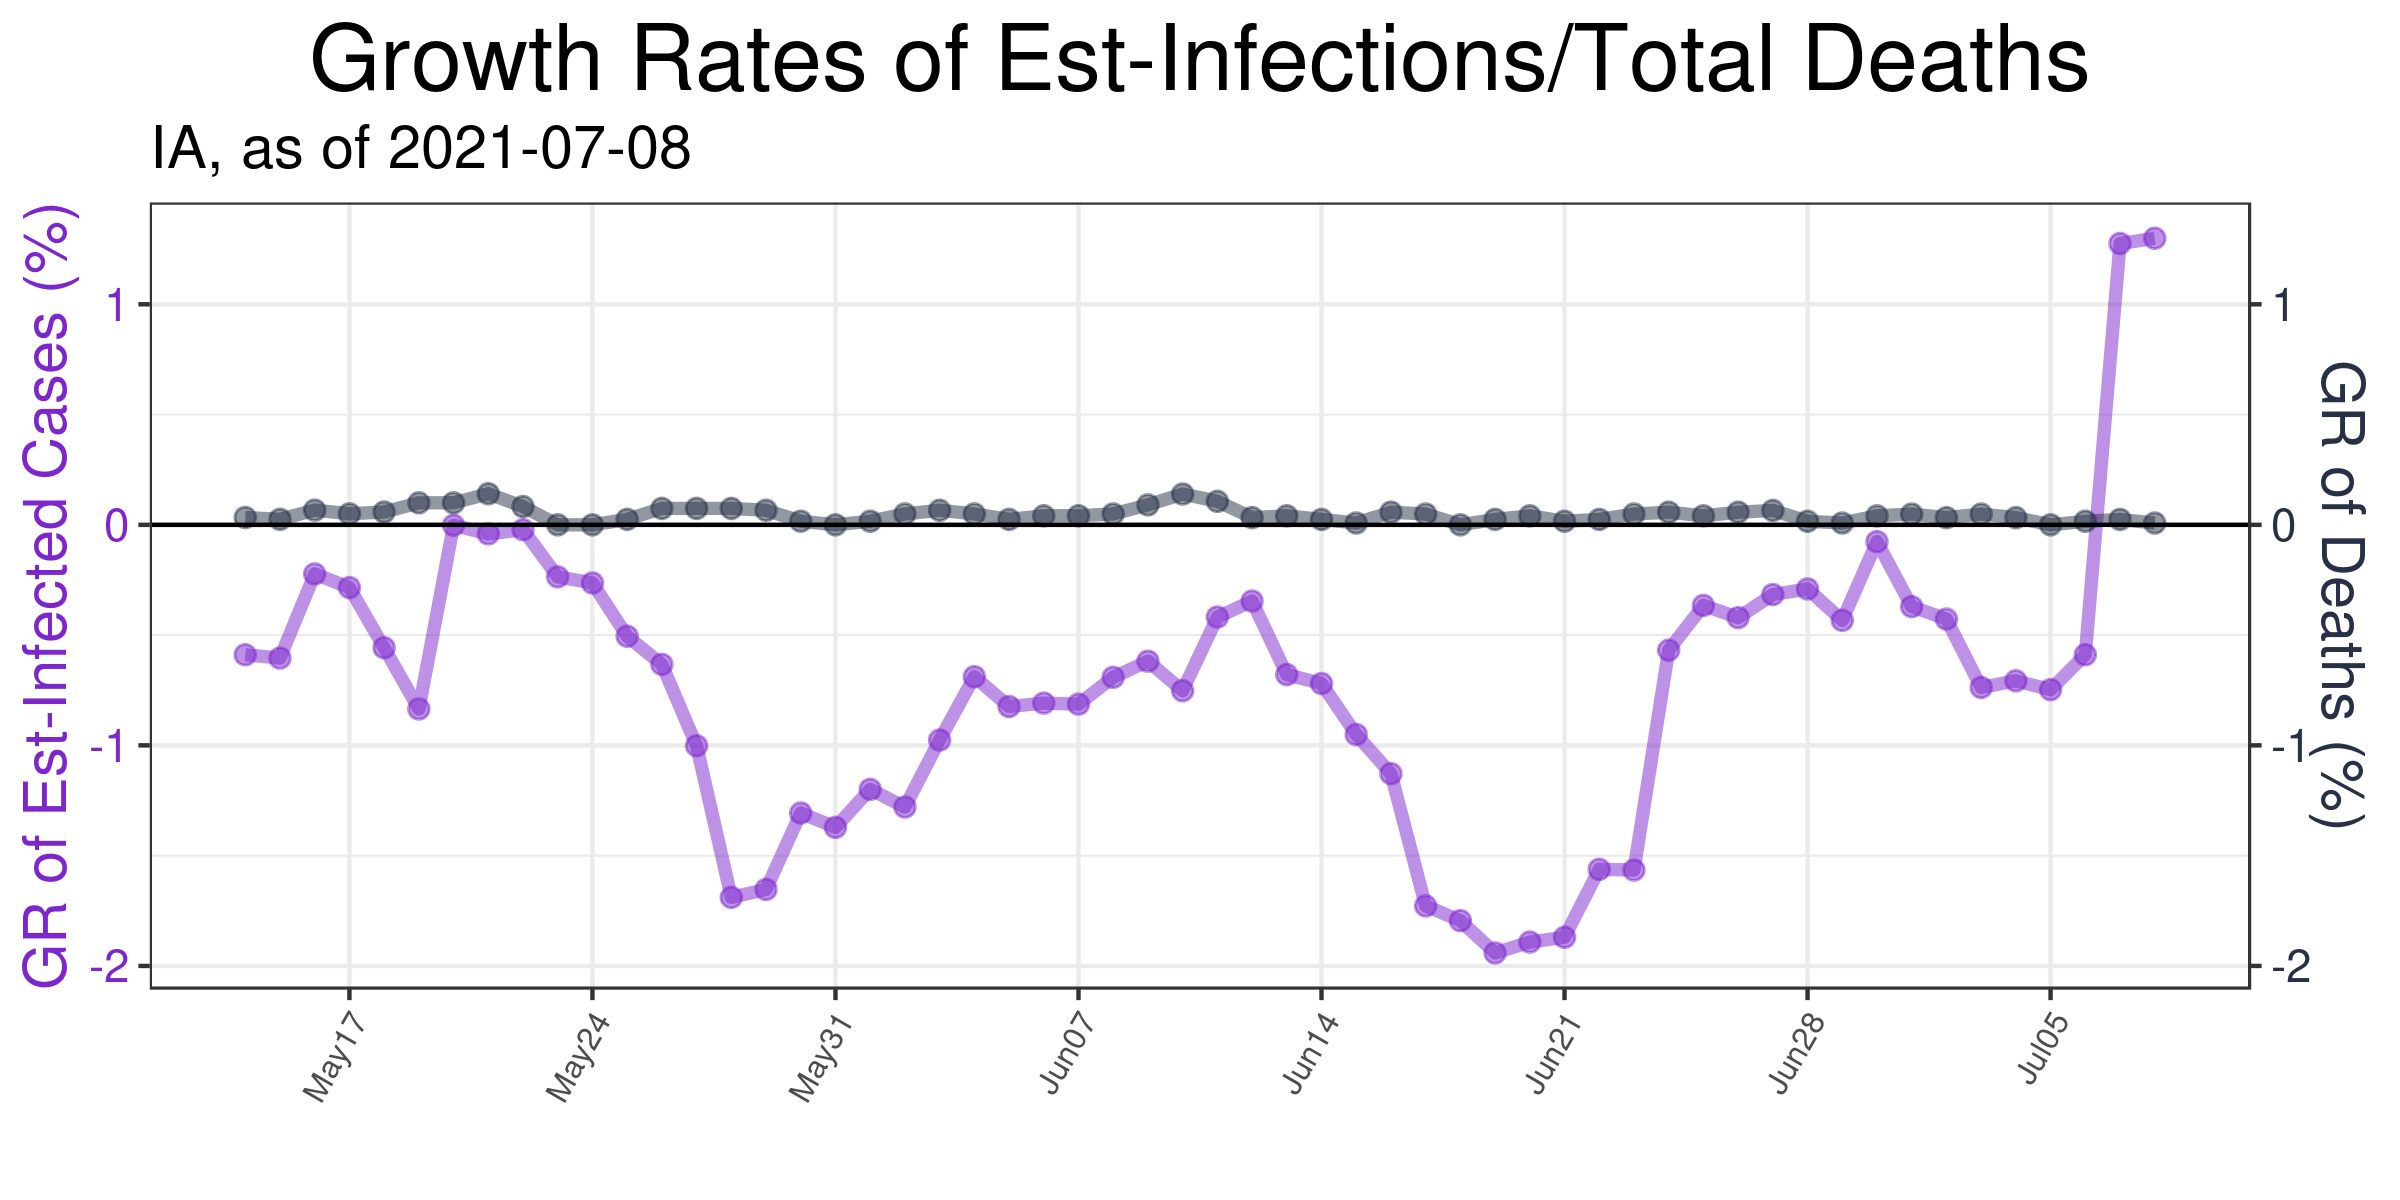 Growth Rates of Est-Infections/Total Deaths
IA, as of 2021-07-08
GR of Est-Infected Cases (%)
1
0
-1
-2
1
0
-1
-2
GR of Deaths (%)
May17
May24
May31
Jun07
Jun14
Jun21
Jun28
Jul05